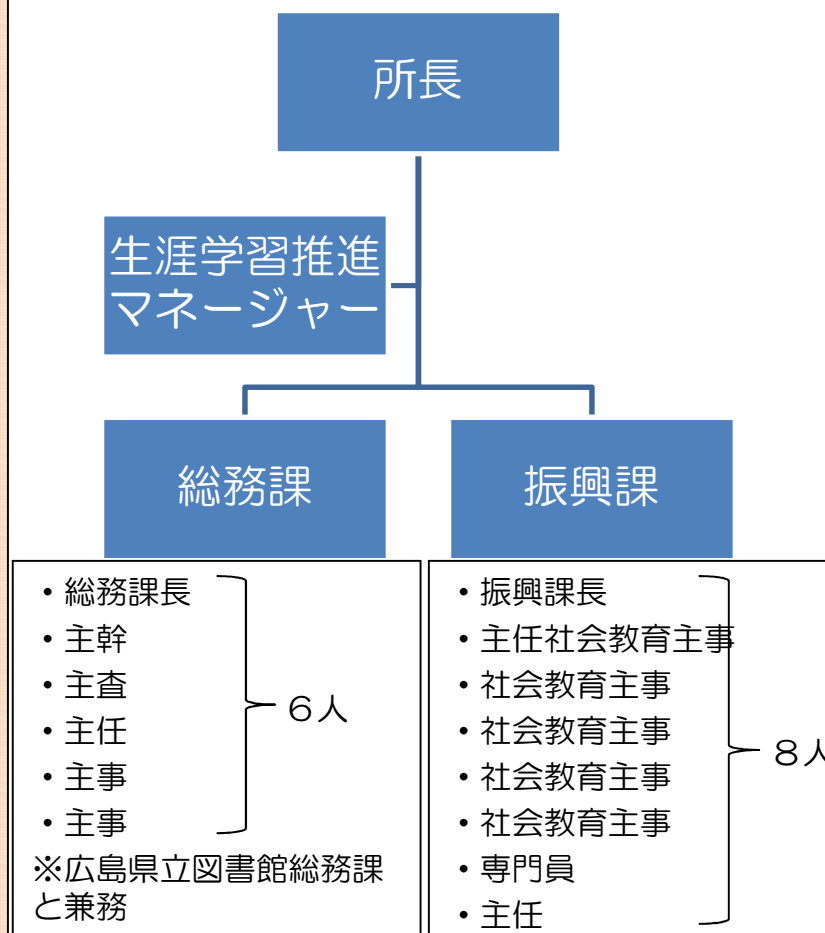 所長
生涯学習推進
マネージャー
総務課
振興課
・総務課長
・主幹
・主査
・主任
・主事
・主事
６人
※広島県立図書館総務課
と兼務
・振興課長
・主任社会教育主事
・社会教育主事
・社会教育主事
・社会教育主事
・社会教育主事
・専門員
・主任
８人